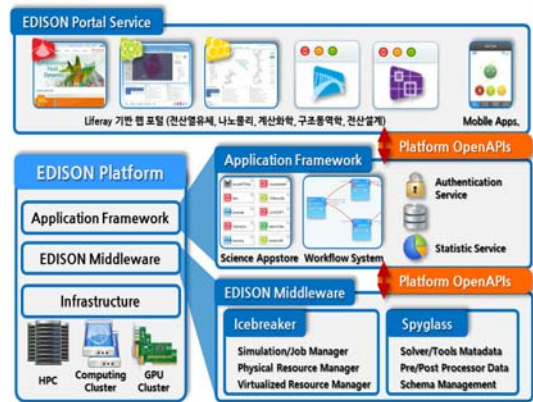 EDISON Portal Service
Liferay 기반 웹 포털 (전산열유체, 나노물리, 계산화학, 구조동역학, 전산설계)
Mobile Apps,
Platform OpenAPIs
EDISON Platform
Application Framework
EDISON Middleware
Infrastructure
HPC
Computing
Cluster
GPU
Cluster
Application Framework
Science Appstore
Workflow System
Authentication
Service
Statistic Service
Platform OpenAPIs
EDISON Middleware
Icebreaker
Simulation/Job Manager
Physical Resource Manager
Virtualized Resource Manager
Spyglass
Solver/Tools Matadata
Pre/Post Processor Data
Schema Management